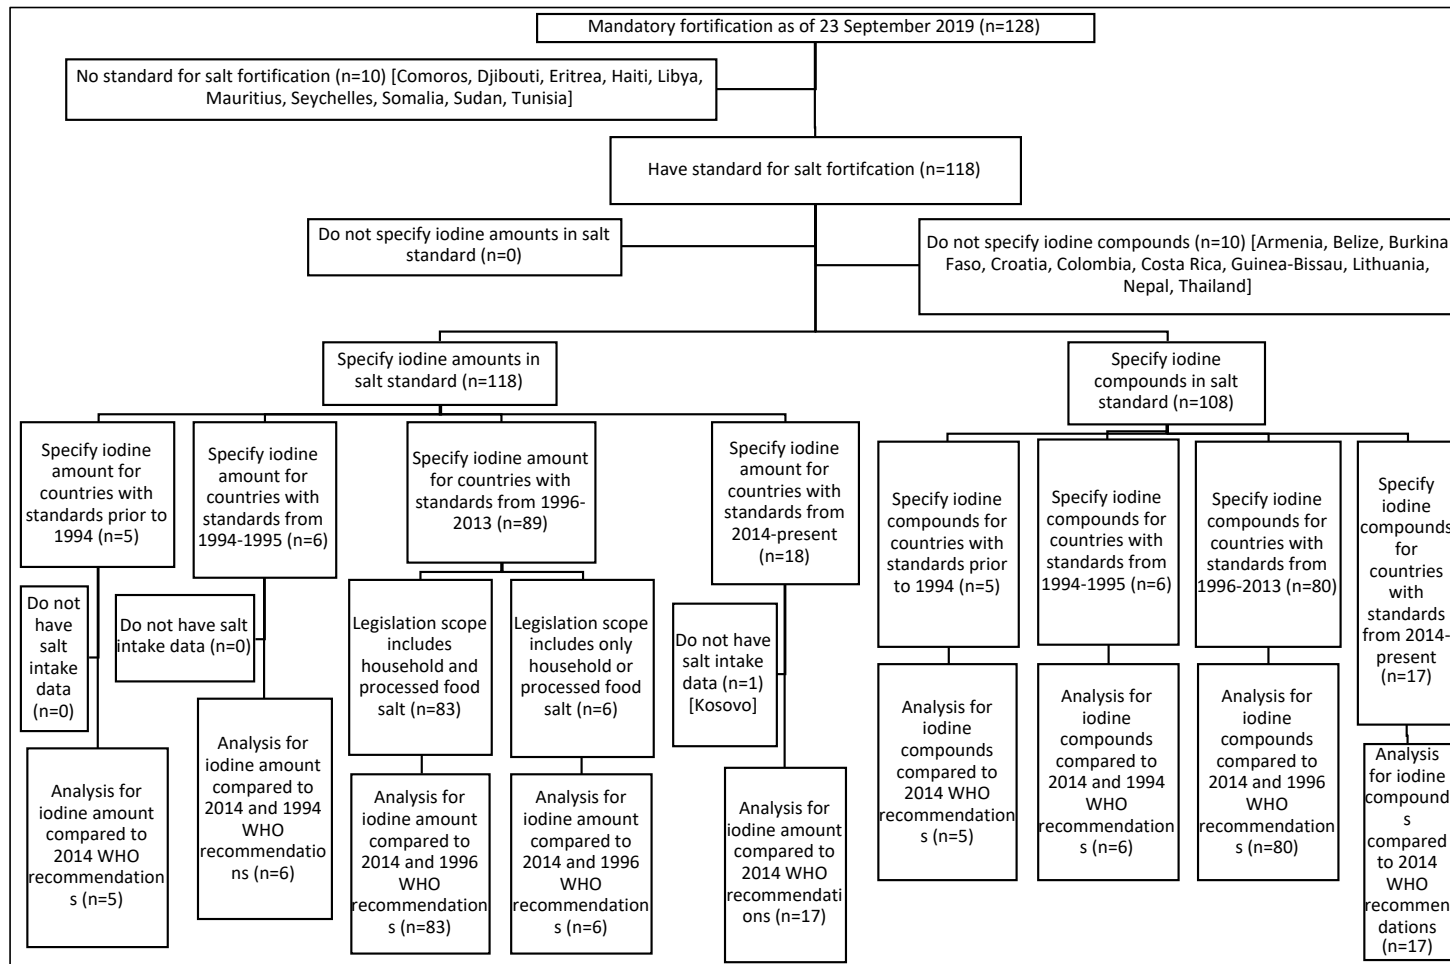 Mandatory fortification as of 23 September 2019 (n=128)
No standard for salt fortification (n=10) [Comoros, Djibouti, Eritrea, Haiti, Libya,
Mauritius, Seychelles, Somalia, Sudan, Tunisia]
Have standard for salt fortifcation (n=118)
Do not specify iodine amounts in salt
standard (n=0)
Do not specify iodine compounds (n=10) [Armenia, Belize, Burkina
Faso, Croatia, Colombia, Costa Rica, Guinea-Bissau, Lithuania,
Nepal, Thailand]
Specify iodine amounts in
salt standard (n=118)
Specify iodine
compounds in salt
standard (n=108)
Specify iodine
amount for
countries with
standards prior to
1994 (n=5)
Specify iodine
amount for
countries with
standards from
1994-1995 (n=6)
Specify iodine amount
for countries with
standards from 1996-
2013 (n=89)
Specify iodine
amount for
countries with
standards from
2014-present
(n=18)
Specify iodine
compounds for
countries with
standards prior
to 1994 (n=5)
Specify iodine
compounds for
countries with
standards from
1994-1995 (n=6)
Specify iodine
compounds for
countries with
standards from
1996-2013 (n=80)
Specify
iodine
compounds
for
countries
with
standards
from 2014-
present
(n=17)
Do not
have
salt
intake
data
(n=0)
Do not have salt
intake data (n=0)
Legislation scope
includes
household and
processed food
salt (n=83)
Legislation scope
includes only
household or
processed food
salt (n=6)
Do not have
salt intake
data (n=1)
[Kosovo]
Analysis for
iodine amount
compared to
2014 WHO
recommendation
s (n=5)
Analysis for
iodine amount
compared to
2014 and 1994
WHO
recommendatio
ns (n=6)
Analysis for
iodine amount
compared to
2014 and 1996
WHO
recommendation
s (n=83)
Analysis for
iodine amount
compared to
2014 and 1996
WHO
recommendation
s (n=6)
Analysis for
iodine amount
compared to
2014 WHO
recommendati
ons (n=17)
Analysis for
iodine
compounds
compared to
2014 WHO
recommendation
s (n=5)
Analysis for
iodine
compounds
compared to
2014 and 1994
WHO
recommendation
s (n=6)
Analysis for
iodine
compounds
compared to
2014 and 1996
WHO
recommendation
s (n=80)
Analysis
for iodine
compound
s
compared
to 2014
WHO
recommen
dations
(n=17)